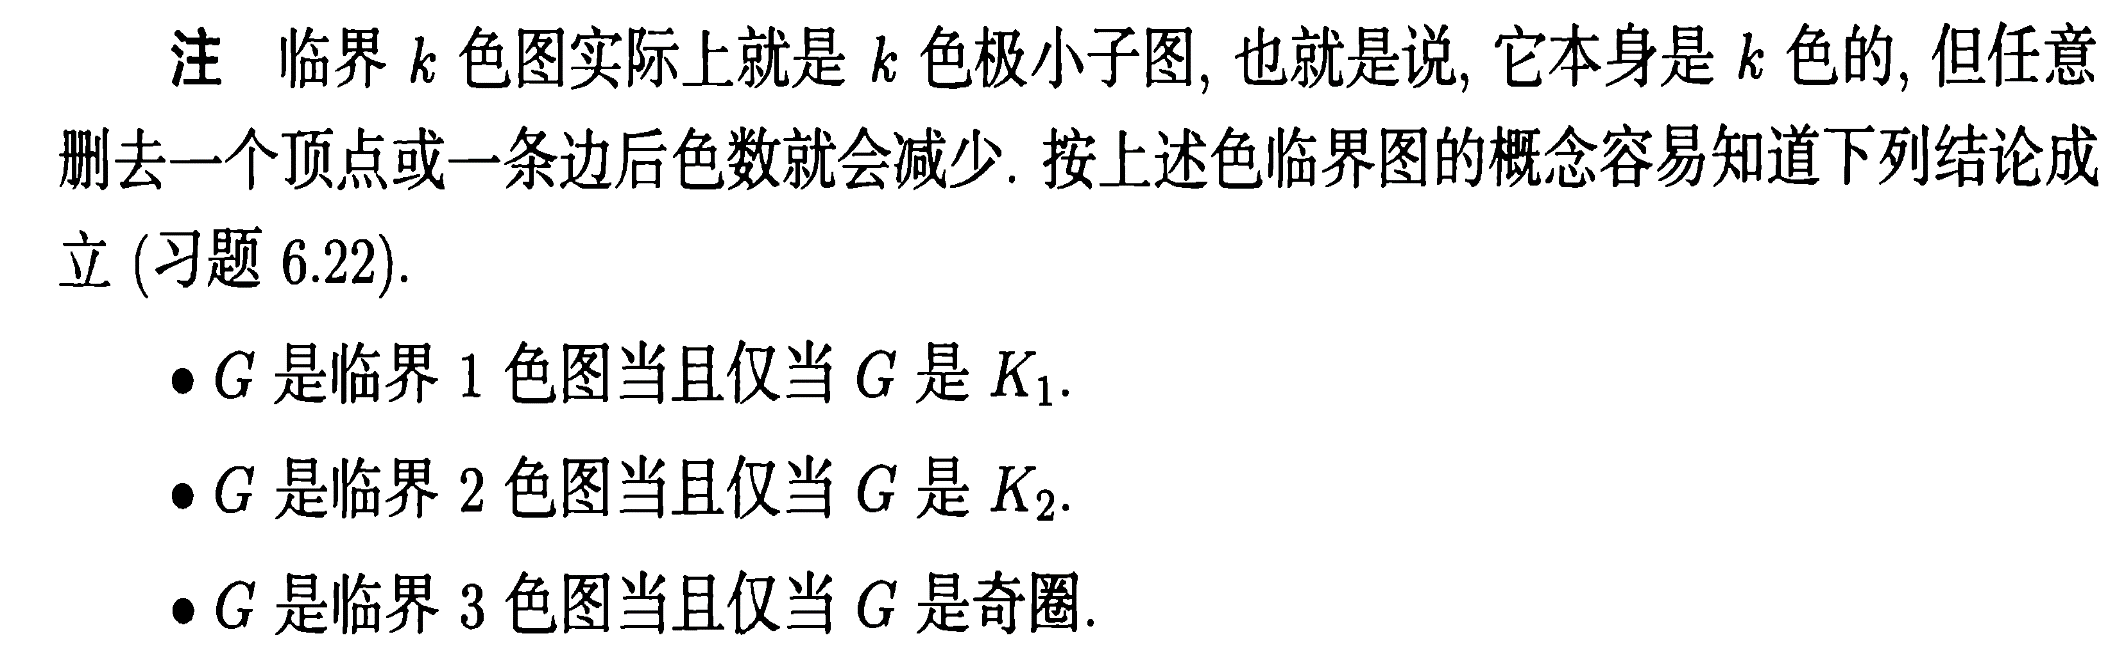 注 临界 k 色图实际上就是 k 色极小子图, 也就是说, 它本身是 k 色的, 但任意
删去一个顶点或一条边后色数就会减少. 按上述色临界图的概念容易知道下列结论成
立 (习题 6.22).
• G 是临界 1 色图当且仅当 G 是 K₁.
• G 是临界 2 色图当且仅当 G 是 K₂.
• G 是临界 3 色图当且仅当 G 是奇圈.